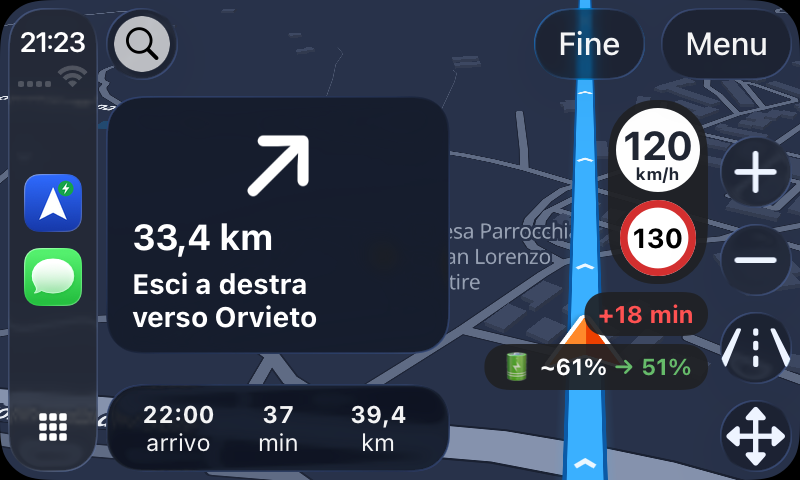 21:23
Fine
Menu
33,4 km
Esci a destra
verso Orvieto
120
km/h
130
esa Parrocchi
an Lorenzo
tire
+18 min
~61% → 51%
22:00 37 39,4
arrivo min km